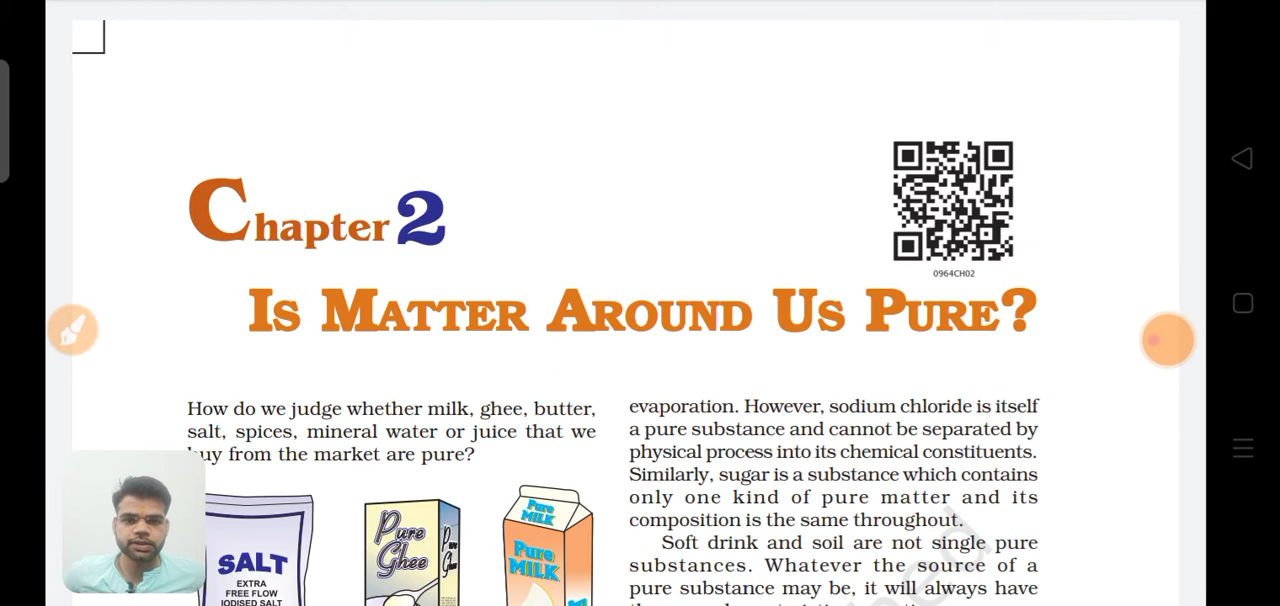 Chapter 2
0964CH02
IS MATTER AROUND US PURE?
How do we judge whether milk, ghee, butter,
salt, spices, mineral water or juice that we
buy from the market are pure?
SALT
EXTRA
FREE FLOW
IODISED SALT
Pure
Ghee
Pure
MILK
Pure
MILK
evaporation. However, sodium chloride is itself
a pure substance and cannot be separated by
physical process into its chemical constituents.
Similarly, sugar is a substance which contains
only one kind of pure matter and its
composition is the same throughout.
Soft drink and soil are not single pure
substances. Whatever the source of a
pure substance may be, it will always have